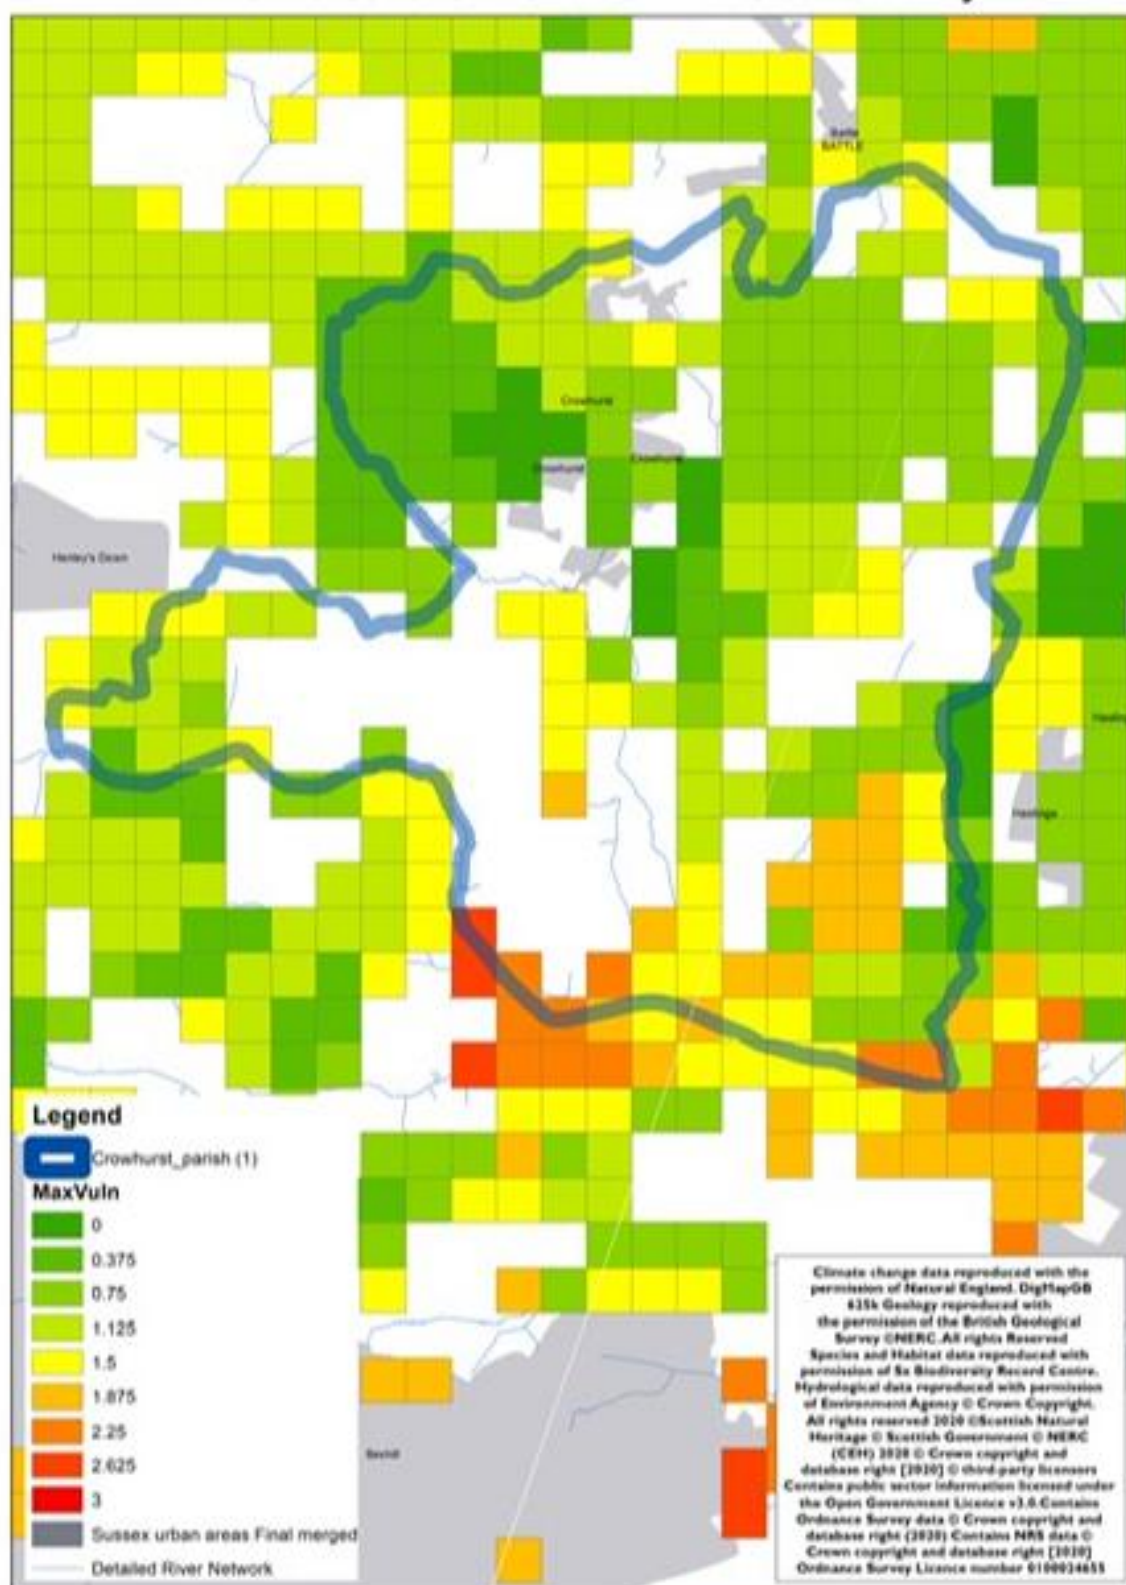 Battle
BATTLE
Crowhurst
Crowhurst
Crowhurst
Henley's Down
Hastings
Bexhill
Legend
Crowhurst_parish (1)
MaxVuln
0
0.375
0.75
1.125
1.5
1.875
2.25
2.625
3
Sussex urban areas Final merged
Detailed River Network
Climate change data reproduced with the
permission of Natural England. DigMapGB
625k Geology reproduced with
the permission of the British Geological
Survey ©NERC. All rights Reserved
Species and Habitat data reproduced with
permission of Sx Biodiversity Record Centre.
Hydrological data reproduced with permission
of Environment Agency © Crown Copyright.
All rights reserved 2020 ©Scottish Natural
Heritage © Scottish Government © NERC
(CEH) 2020 © Crown copyright and
database right [2020] © third-party licensors
Contains public sector information licensed under
the Open Government Licence v3.0.Contains
Ordnance Survey data © Crown copyright and
database right (2020) Contains NRS data ©
Crown copyright and database right [2020]
Ordnance Survey Licence number 0100024655